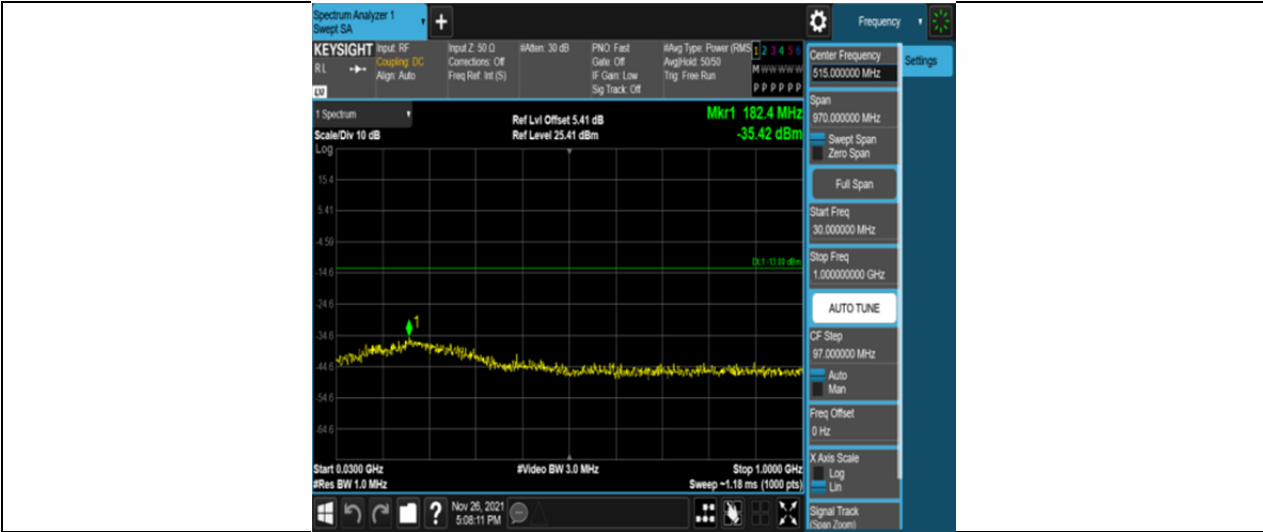 Spectrum Analyzer 1
Swept SA
+
Frequency
KEYSIGHT
RL
LV
Input: RF
Coupling: DC
Align: Auto
Input Z: 50 Ω
Corrections: Off
Freq Ref: Int (S)
#Atten: 30 dB
PNO: Fast
Gate: Off
IF Gain: Low
Sig Track: Off
#Avg Type: Power (RMS
Avg|Hold: 50/50
Trig: Free Run
1 2 3 4 5 6
M W W W W W
P P P P P P
Center Frequency
515.000000 MHz
Settings
Span
970.000000 MHz
Swept Span
Zero Span
Full Span
Start Freq
30.000000 MHz
Stop Freq
1.000000000 GHz
AUTO TUNE
CF Step
97.000000 MHz
Auto
Man
Freq Offset
0 Hz
X Axis Scale
Log
Lin
Signal Track
(Span Zoom)
1 Spectrum
Scale/Div 10 dB
Ref Lvl Offset 5.41 dB
Ref Level 25.41 dBm
Mkr1 182.4 MHz
-35.42 dBm
Log
15.4
5.41
-4.59
DL1 -13.00 dBm
-14.6
-24.6
1
-34.6
-44.6
-54.6
-64.6
Start 0.0300 GHz
#Video BW 3.0 MHz
Stop 1.0000 GHz
#Res BW 1.0 MHz
Sweep ~1.18 ms (1000 pts)
?
Nov 26, 2021
5:08:11 PM